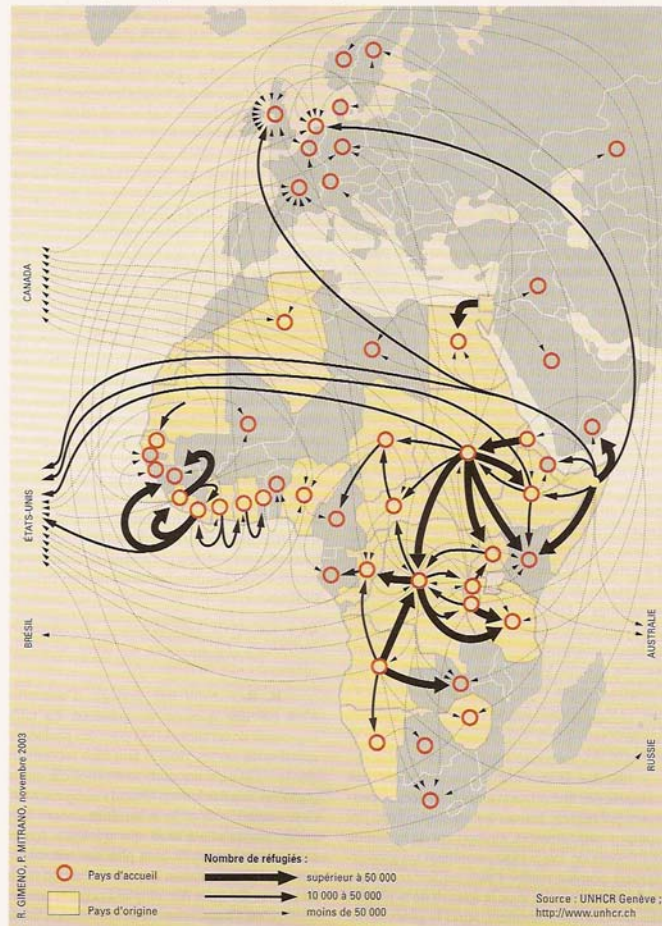 CANADA
ÉTATS-UNIS
BRÉSIL
AUSTRALIE
RUSSIE
R. GIMENO, P. MITRANO, novembre 2003
Pays d'accueil
Pays d'origine
Nombre de réfugiés :
supérieur à 50 000
10 000 à 50 000
moins de 50 000
Source : UNHCR Genève ;
http://www.unhcr.ch